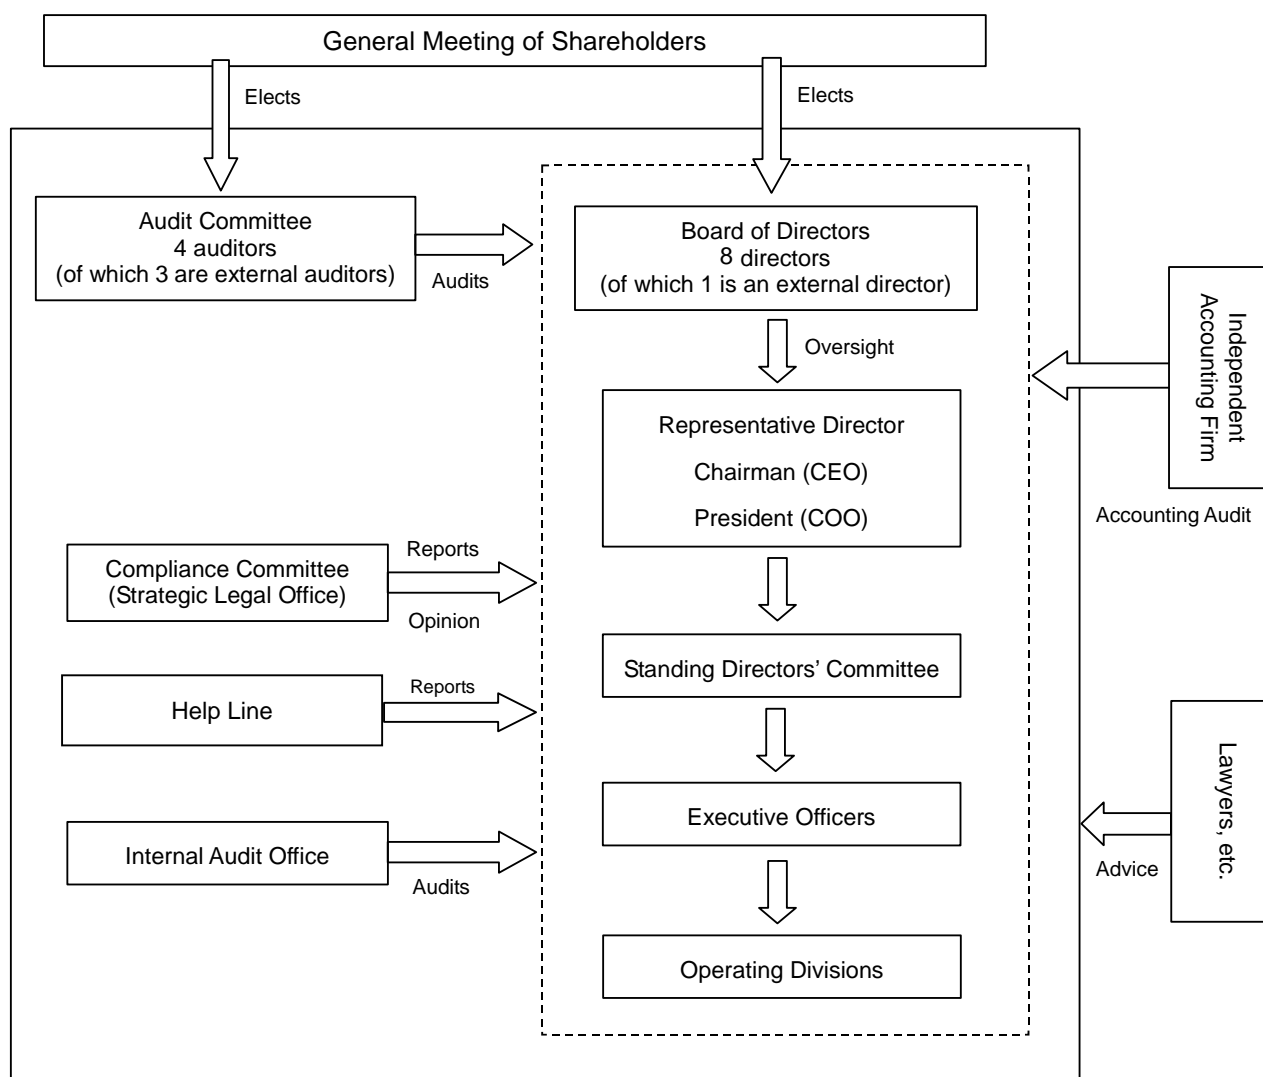 General Meeting of Shareholders
Elects
Elects
Audit Committee
4 auditors
(of which 3 are external auditors)
Audits
Board of Directors
8 directors
(of which 1 is an external director)
Oversight
Independent
Accounting Firm
Accounting Audit
Representative Director
Chairman (CEO)
President (COO)
Compliance Committee
(Strategic Legal Office)
Reports
Opinion
Standing Directors’ Committee
Help Line
Reports
Executive Officers
Lawyers, etc.
Advice
Internal Audit Office
Audits
Operating Divisions